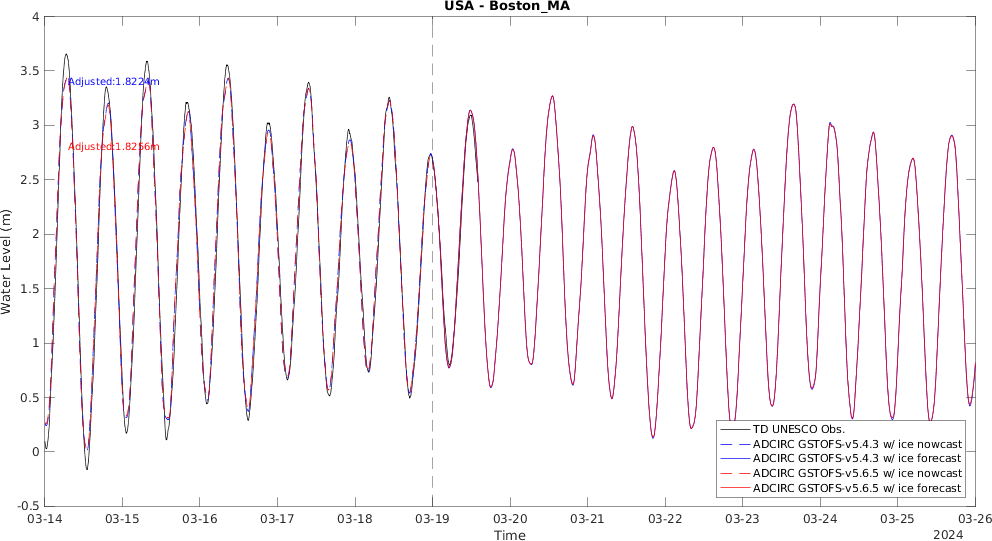 USA - Boston_MA
4
3.5
3
2.5
2
1.5
1
0.5
0
-0.5
Water Level (m)
Adjusted:1.8224m
Adjusted:1.8256m
TD UNESCO Obs.
ADCIRC GSTOFS-v5.4.3 w/ ice nowcast
ADCIRC GSTOFS-v5.4.3 w/ ice forecast
ADCIRC GSTOFS-v5.6.5 w/ ice nowcast
ADCIRC GSTOFS-v5.6.5 w/ ice forecast
03-14 03-15 03-16 03-17 03-18 03-19 03-20 03-21 03-22 03-23 03-24 03-25 03-26
Time
2024